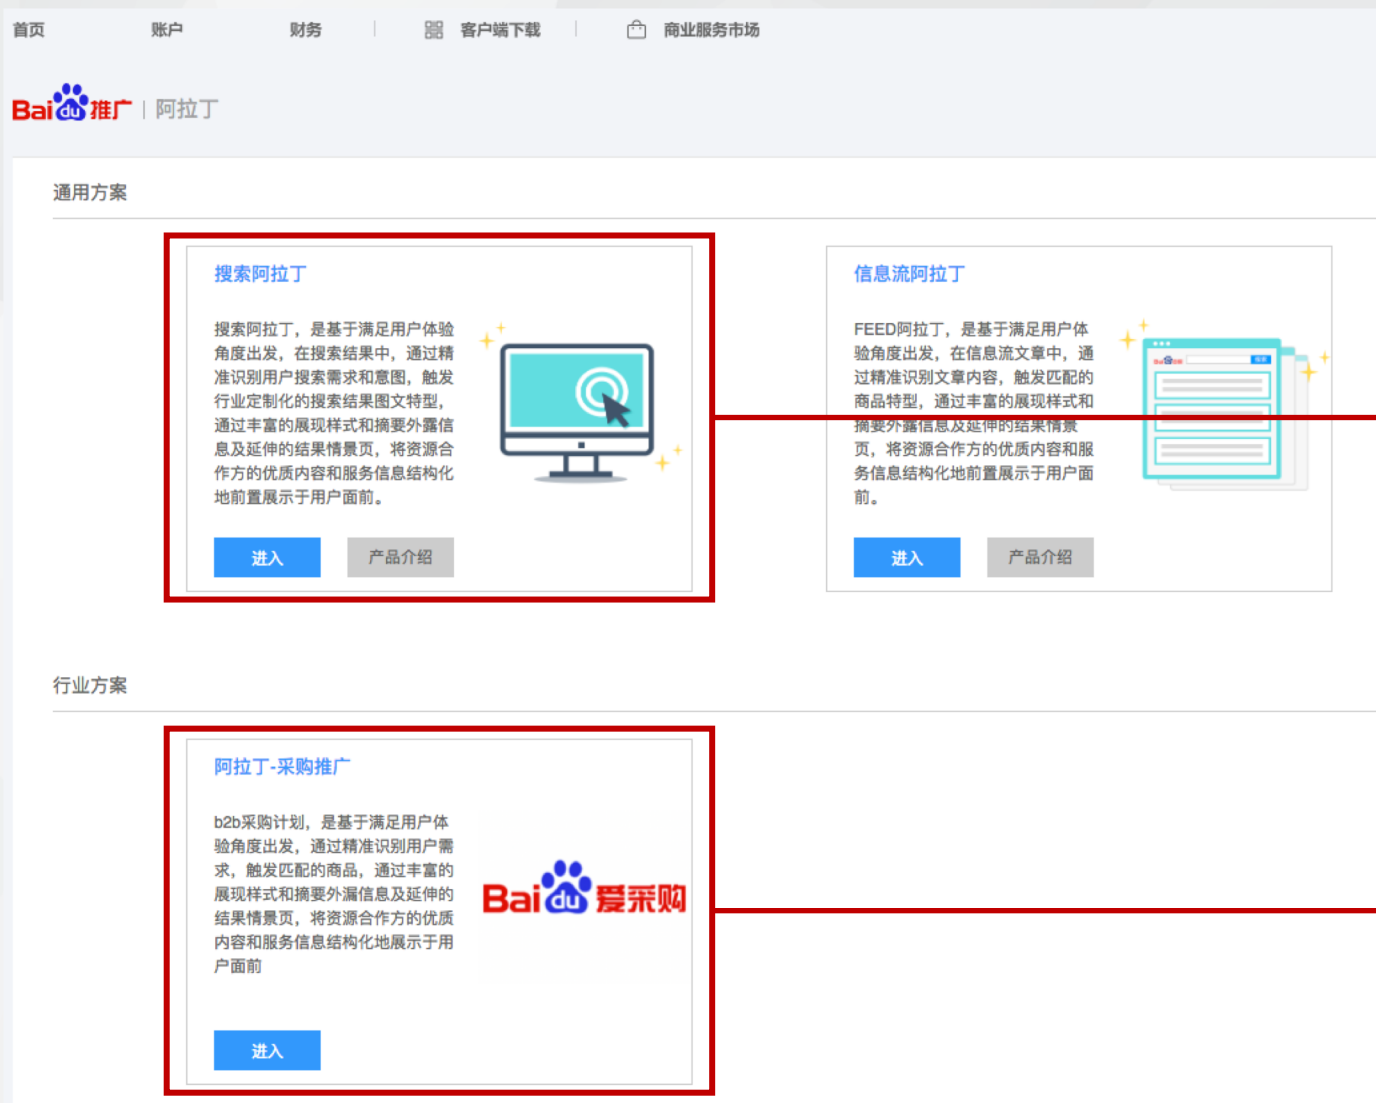 首页 账户 财务 客户端下载 商业服务市场
Bai du 推广 | 阿拉丁
通用方案
搜索阿拉丁
搜索阿拉丁，是基于满足用户体验
角度出发，在搜索结果中，通过精
准识别用户搜索需求和意图，触发
行业定制化的搜索结果图文特型，
通过丰富的展现样式和摘要外露信
息及延伸的结果情景页，将资源合
作方的优质内容和服务信息结构化
地前置展示于用户面前。
进入 产品介绍
信息流阿拉丁
FEED阿拉丁，是基于满足用户体
验角度出发，在信息流文章中，通
过精准识别文章内容，触发匹配的
商品特型，通过丰富的展现样式和
摘要外露信息及延伸的结果情景
页，将资源合作方的优质内容和服
务信息结构化地前置展示于用户面
前。
进入 产品介绍
行业方案
阿拉丁-采购推广
b2b采购计划，是基于满足用户体
验角度出发，通过精准识别用户需
求，触发匹配的商品，通过丰富的
展现样式和摘要外漏信息及延伸的
结果情景页，将资源合作方的优质
内容和服务信息结构化地展示于用
户面前
Bai du 爱采购
进入